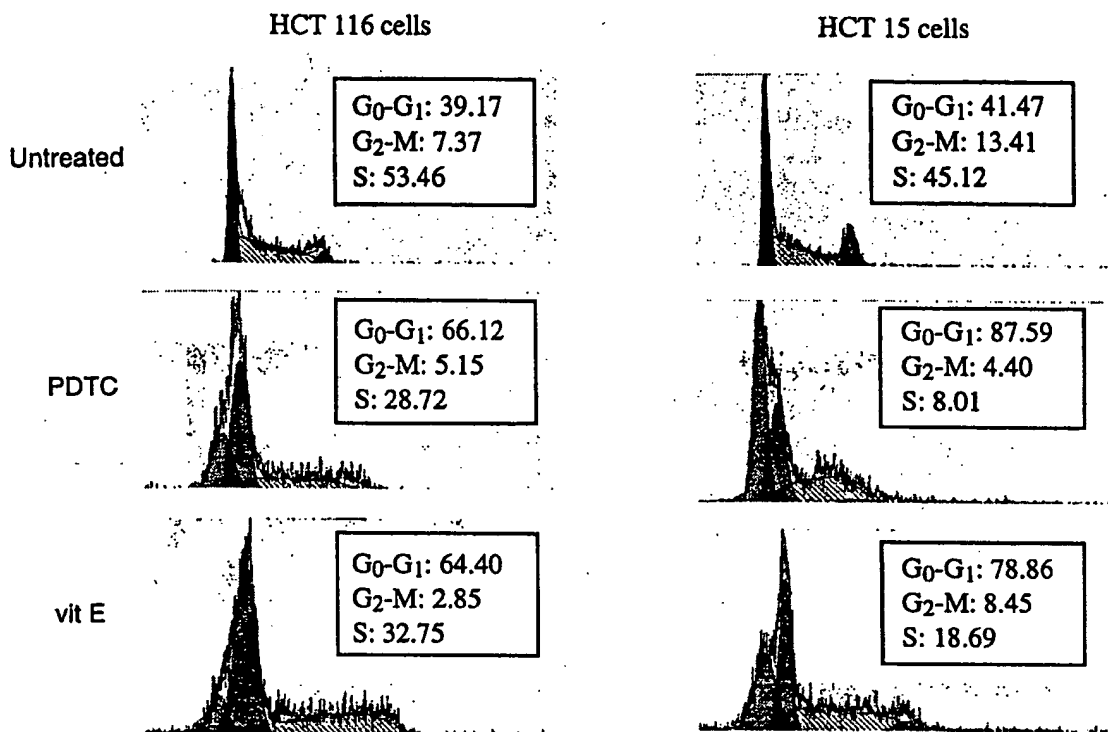 HCT 116 cells
HCT 15 cells
Untreated
G0-G1: 39.17
G2-M: 7.37
S: 53.46
G0-G1: 41.47
G2-M: 13.41
S: 45.12
PDTC
G0-G1: 66.12
G2-M: 5.15
S: 28.72
G0-G1: 87.59
G2-M: 4.40
S: 8.01
vit E
G0-G1: 64.40
G2-M: 2.85
S: 32.75
G0-G1: 78.86
G2-M: 8.45
S: 18.69